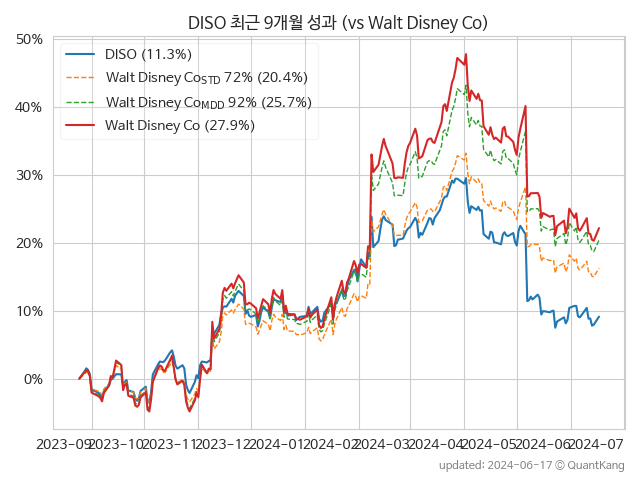 DISO 최근 9개월 성과 (vs Walt Disney Co)
50%
40%
30%
20%
10%
0%
DISO (11.3%)
Walt Disney CoSTD 72% (20.4%)
Walt Disney CoMDD 92% (25.7%)
Walt Disney Co (27.9%)
2023-09 2023-10 2023-11 2023-12 2024-01 2024-02 2024-03 2024-04 2024-05 2024-06 2024-07
updated: 2024-06-17 © QuantKang